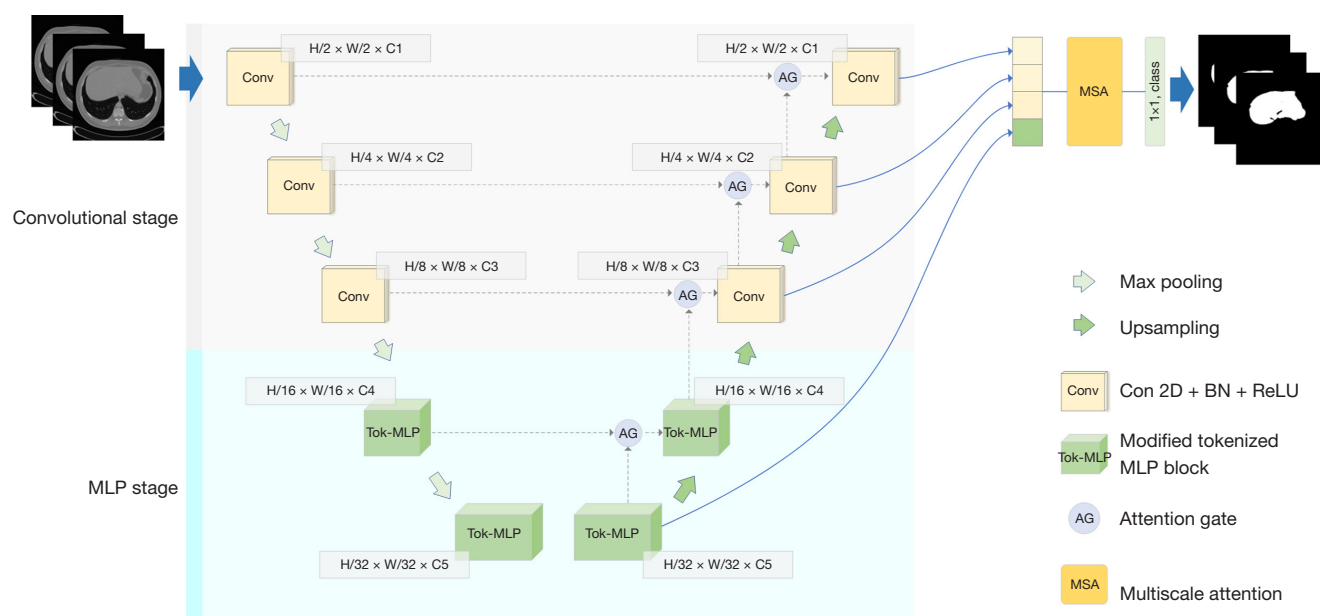 H/2 × W/2 × C1
H/2 × W/2 × C1
Conv
AG
Conv
MSA
1×1, class
H/4 × W/4 × C2
H/4 × W/4 × C2
Conv
AG
Conv
Convolutional stage
H/8 × W/8 × C3
H/8 × W/8 × C3
Conv
AG
Conv
Max pooling
Upsampling
H/16 × W/16 × C4
H/16 × W/16 × C4
Conv
Con 2D + BN + ReLU
Tok-MLP
AG
Tok-MLP
Tok-MLP
Modified tokenized
MLP block
MLP stage
Tok-MLP
Tok-MLP
AG
Attention gate
H/32 × W/32 × C5
H/32 × W/32 × C5
MSA
Multiscale attention